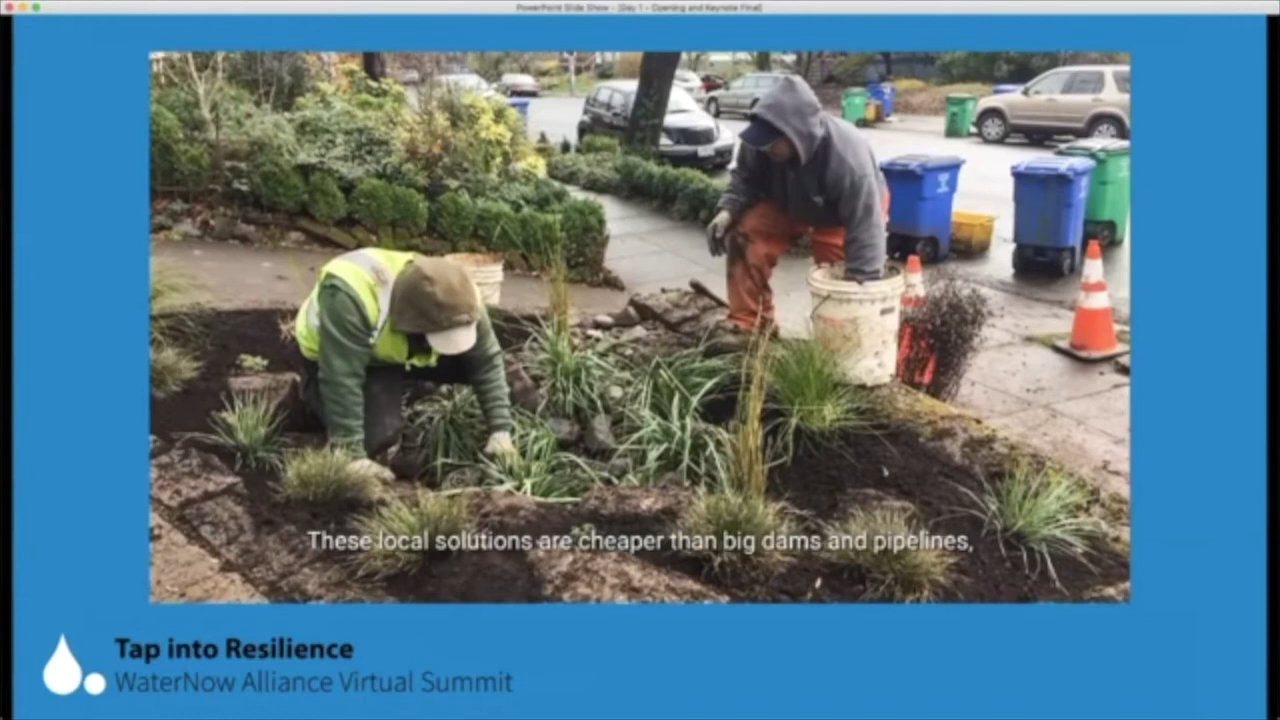 PowerPoint Slide Show - [Day 1 - Opening and Keynote Final]
These local solutions are cheaper than big dams and pipelines,
Tap into Resilience
WaterNow Alliance Virtual Summit